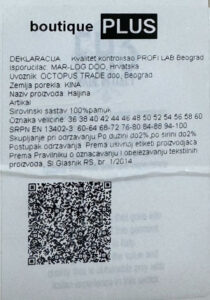 boutique PLUS
DEKLARACIJA Kvalitet kontrolisao PROFI LAB Beograd
Isporučilac MAR-LOG DOO, Hrvatska
Uvoznik OCTOPUS TRADE doo, Beograd
Zemlja porekla KINA
Naziv proizvoda Haljina
Artikal
Sirovinski sastav 100%pamuk
Oznaka veličine 36 38 40 42 44 46 48 50 52 54 56 58 60
SRPN EN 13402-3 60-64 68-72 76-80 84-88 94-100
Skupljanje pri održavanju Po dužini do2%,po širini do2%
Postupak održavanja Prema ušivnoj etiketi proizvođača
Prema Pravilniku o označavanju i obeležavanju tekstilnih
proizvoda, Sl.Glasnik RS, br. 1/2014